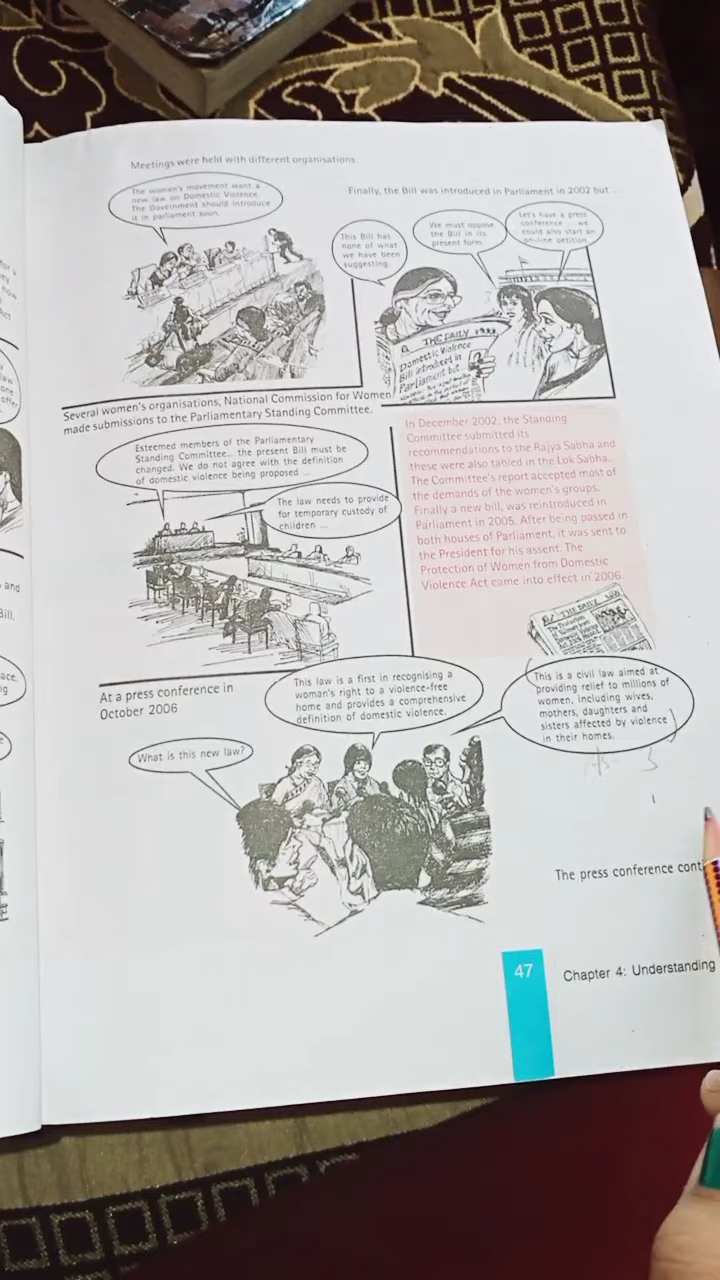 Meetings were held with different organisations.
The women's movement want a
new law on Domestic Violence.
The Government should introduce
it in parliament soon.
Finally, the Bill was introduced in Parliament in 2002 but ...
This Bill has
none of what
we have been
suggesting.
We must oppose
the Bill in its
present form.
Let's have a press
conference ... we
could also start an
on-line petition.
THE DAILY
Domestic Violence
Bill introduced in
Parliament but
Several women's organisations, National Commission for Women
made submissions to the Parliamentary Standing Committee.
Esteemed members of the Parliamentary
Standing Committee... the present Bill must be
changed. We do not agree with the definition
of domestic violence being proposed ...
The law needs to provide
for temporary custody of
children ...
In December 2002, the Standing
Committee submitted its
recommendations to the Rajya Sabha and
these were also tabled in the Lok Sabha.
The Committee's report accepted most of
the demands of the women's groups.
Finally a new bill, was reintroduced in
Parliament in 2005. After being passed in
both houses of Parliament, it was sent to
the President for his assent. The
Protection of Women from Domestic
Violence Act came into effect in 2006.
THE DAILY
At a press conference in
October 2006
This law is a first in recognising a
woman's right to a violence-free
home and provides a comprehensive
definition of domestic violence.
This is a civil law aimed at
providing relief to millions of
women, including wives,
mothers, daughters and
sisters affected by violence
in their homes.
What is this new law?
The press conference cont
47
Chapter 4: Understanding
and
Bill.